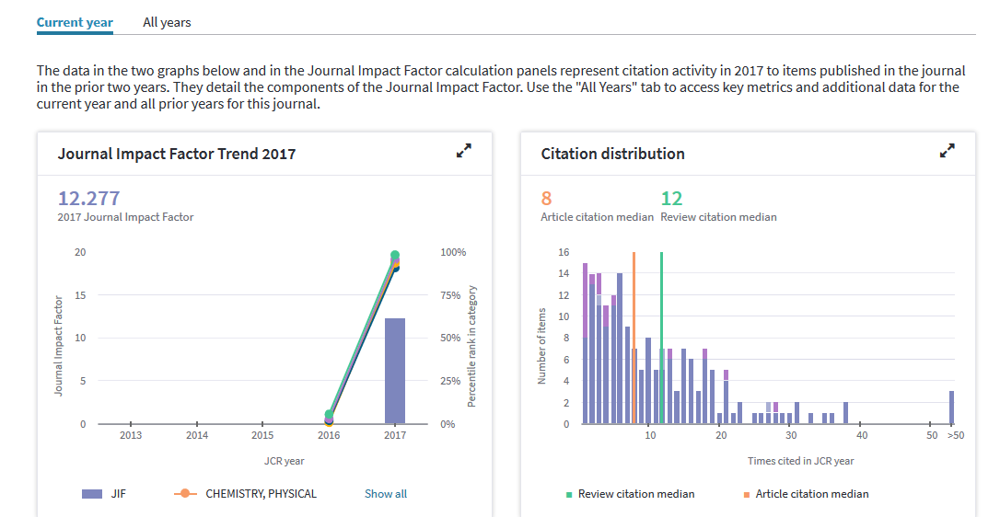 Current year
All years
The data in the two graphs below and in the Journal Impact Factor calculation panels represent citation activity in 2017 to items published in the journal
in the prior two years. They detail the components of the Journal Impact Factor. Use the "All Years" tab to access key metrics and additional data for the
current year and all prior years for this journal.
Journal Impact Factor Trend 2017
12.277
2017 Journal Impact Factor
20
15
10
5
0
Journal Impact Factor
100%
75%
50%
25%
0%
Percentile rank in category
2013 2014 2015 2016 2017
JCR year
JIF
CHEMISTRY, PHYSICAL
Show all
Citation distribution
8
Article citation median
12
Review citation median
16
14
12
10
8
6
4
2
0
Number of items
10 20 30 40 50 >50
Times cited in JCR year
Review citation median
Article citation median